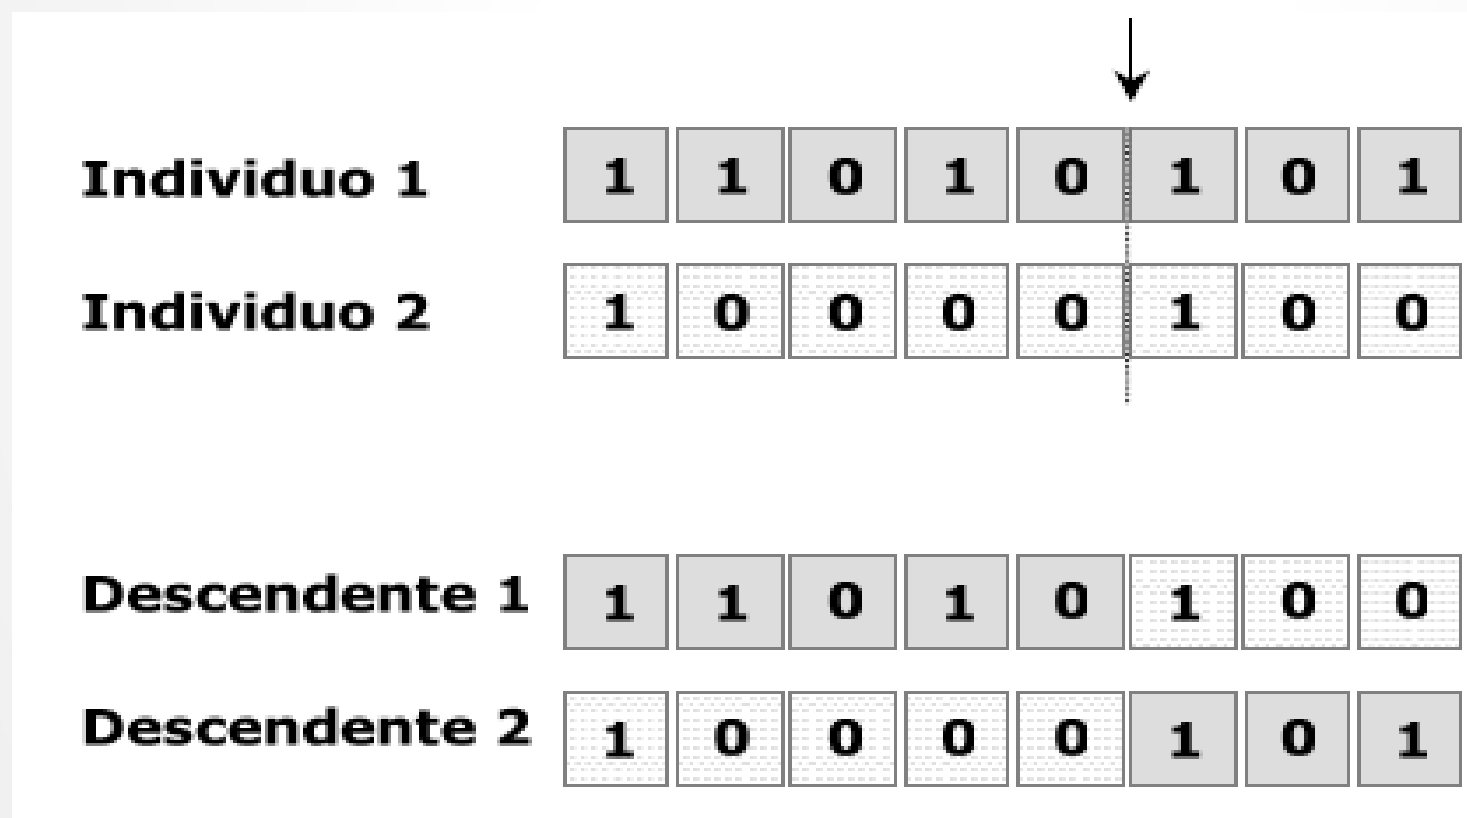 Individuo 1 1 1 0 1 0 1 0 1
Individuo 2 1 0 0 0 0 1 0 0
Descendente 1 1 1 0 1 0 1 0 0
Descendente 2 1 0 0 0 0 1 0 1